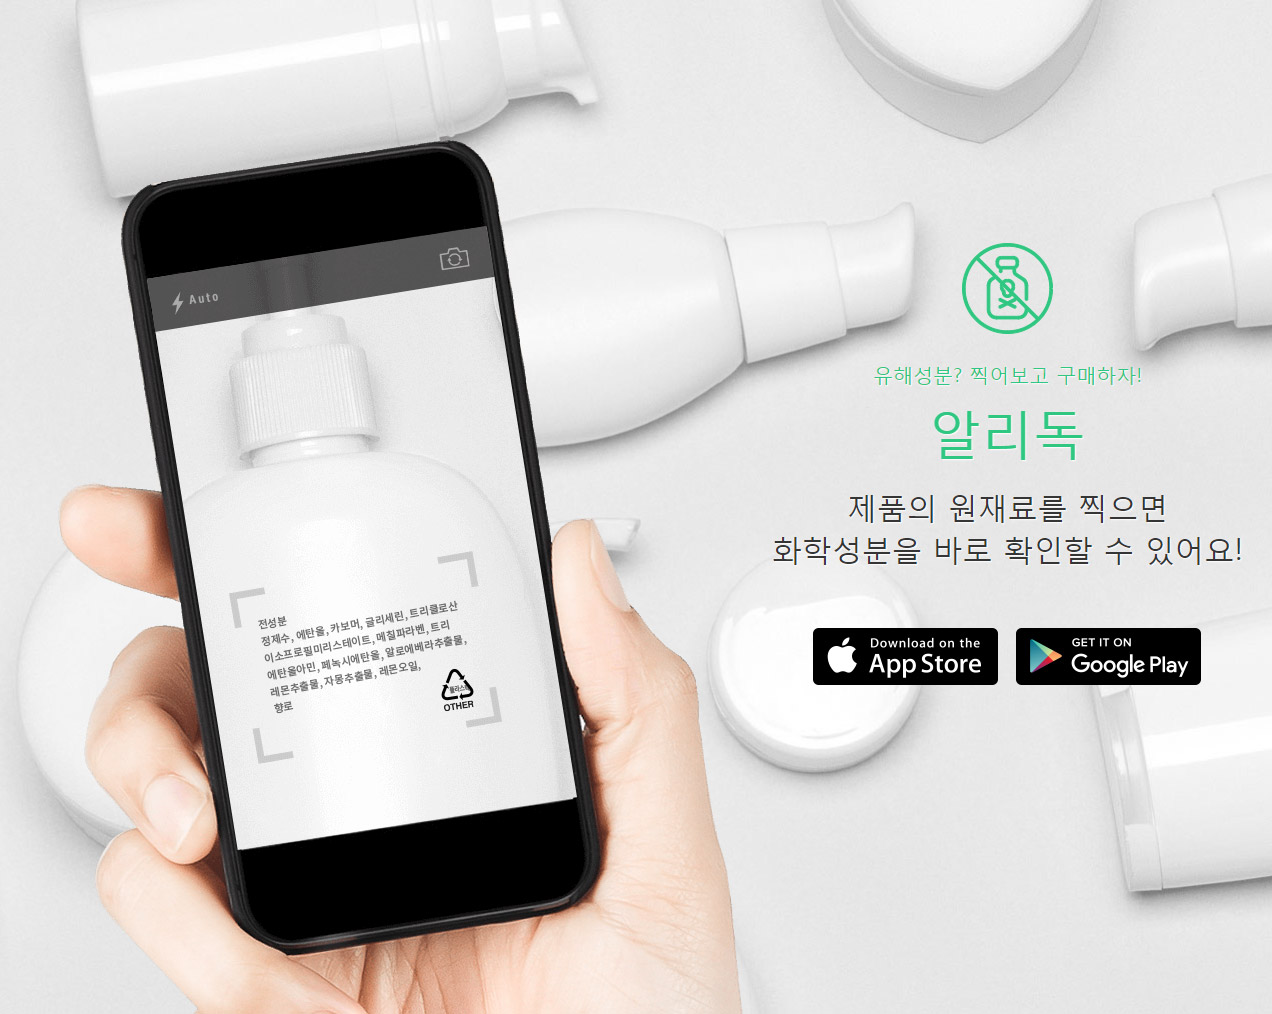 Auto
전성분
정제수, 에탄올, 카보머, 글리세린, 트리클로산
이소프로필미리스테이트, 메칠파라벤, 트리
에탄올아민, 페녹시에탄올, 알로에베라추출물,
레몬추출물, 자몽추출물, 레몬오일,
향로
OTHER
유해성분? 찍어보고 구매하자!
알리독
제품의 원재료를 찍으면
화학성분을 바로 확인할 수 있어요!
Download on the
App Store
GET IT ON
Google Play